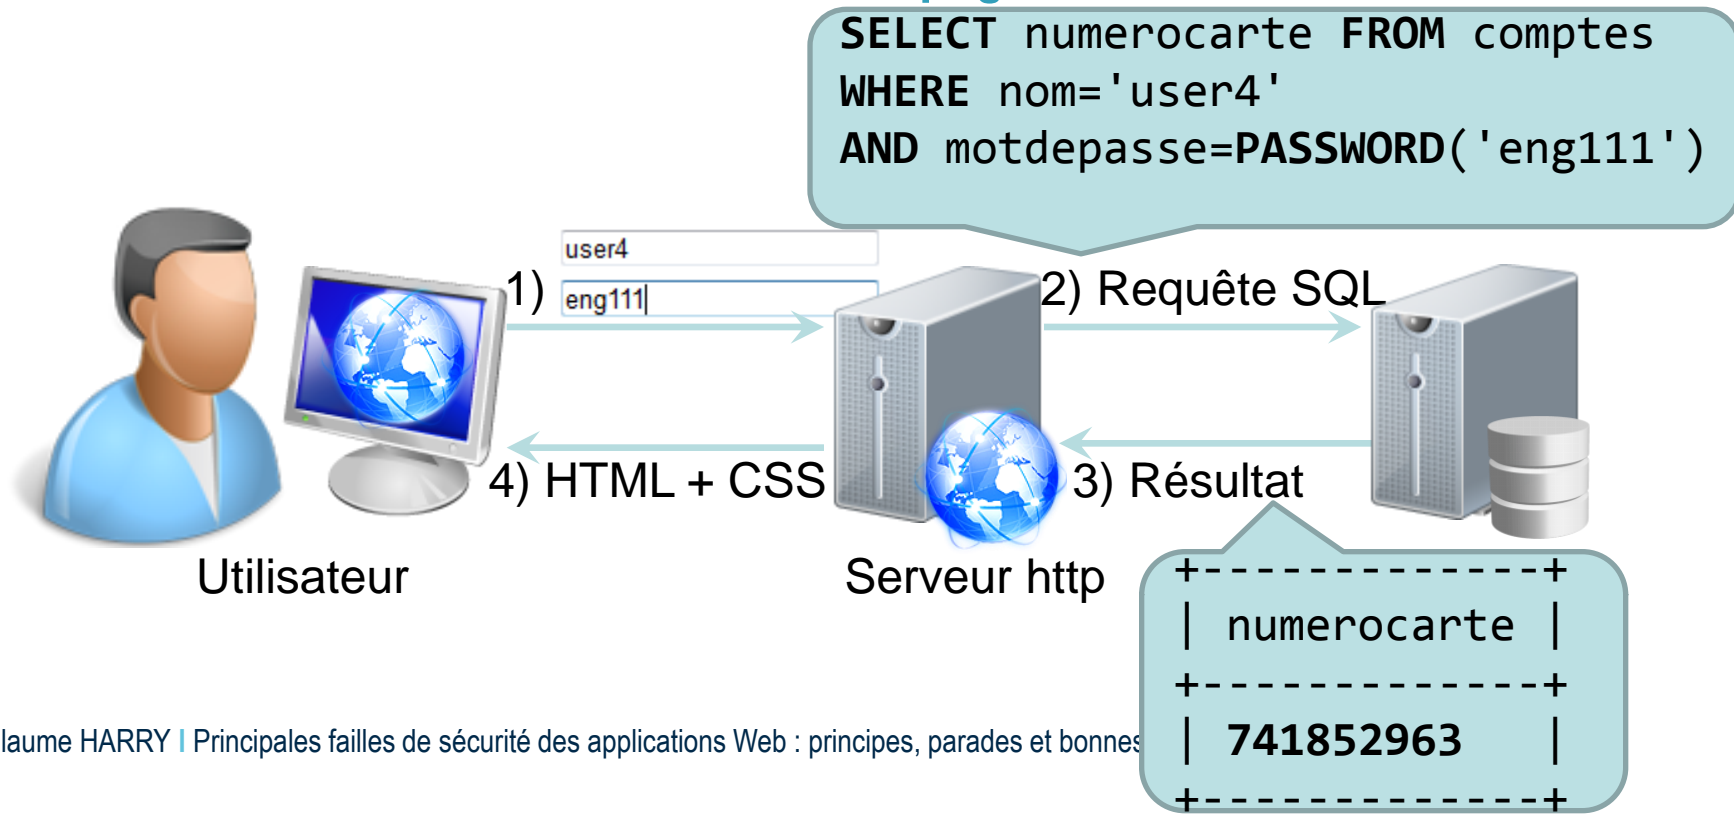 SELECT numerocarte FROM comptes
WHERE nom='user4'
AND motdepasse=PASSWORD('eng111')
user4
1)
eng111
2) Requête SQL
4) HTML + CSS
3) Résultat
Utilisateur
Serveur http
+-------------+
| numerocarte |
+-------------+
| 741852963 |
+-------------+
laume HARRY I Principales failles de sécurité des applications Web : principes, parades et bonnes